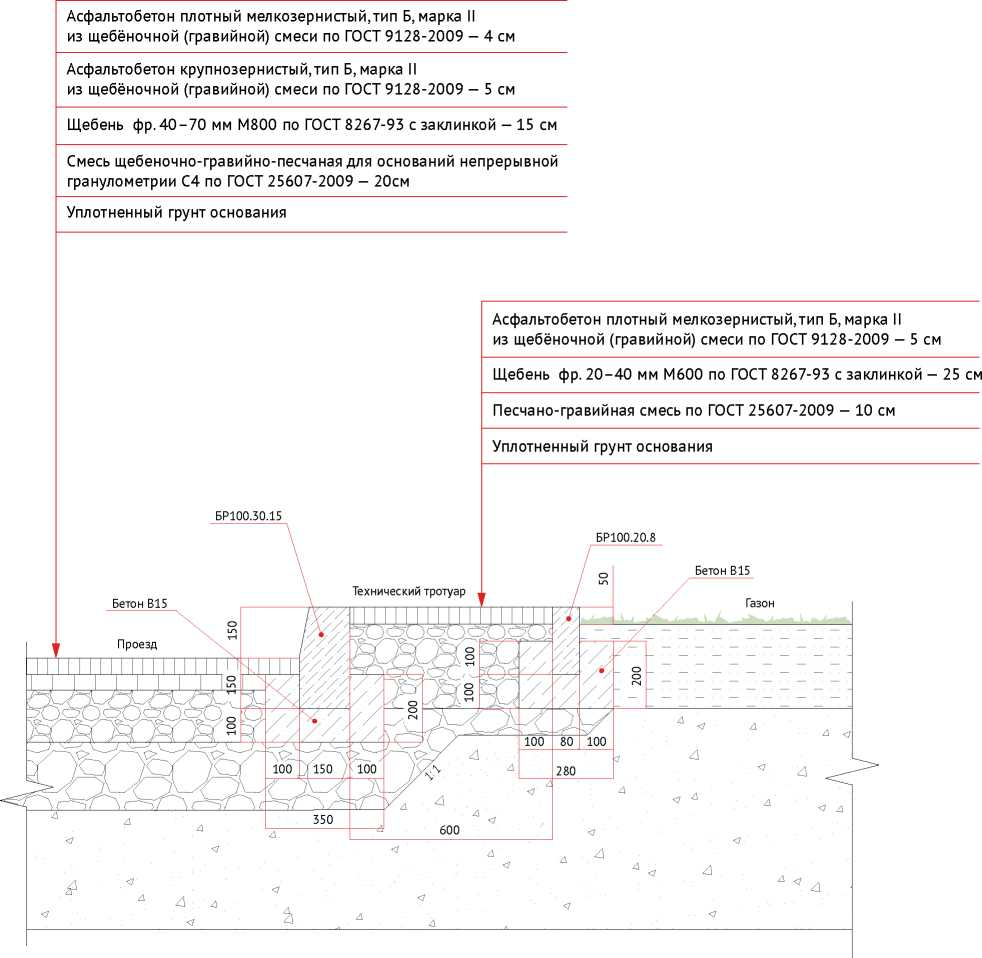 Асфальтобетон плотный мелкозернистый, тип Б, марка II
из щебёночной (гравийной) смеси по ГОСТ 9128-2009 — 4 см
Асфальтобетон крупнозернистый, тип Б, марка II
из щебёночной (гравийной) смеси по ГОСТ 9128-2009 — 5 см
Щебень фр. 40–70 мм М800 по ГОСТ 8267-93 с заклинкой — 15 см
Смесь щебеночно-гравийно-песчаная для оснований непрерывной
гранулометрии С4 по ГОСТ 25607-2009 — 20см
Уплотненный грунт основания
Асфальтобетон плотный мелкозернистый, тип Б, марка II
из щебёночной (гравийной) смеси по ГОСТ 9128-2009 — 5 см
Щебень фр. 20–40 мм М600 по ГОСТ 8267-93 с заклинкой — 25 см
Песчано-гравийная смесь по ГОСТ 25607-2009 — 10 см
Уплотненный грунт основания
БР100.30.15
БР100.20.8
Бетон В15
50
Технический тротуар
Бетон В15
Газон
Проезд
150
100
150
200
100
200
100
100 80 100
100 150 100
1:1
280
350
600